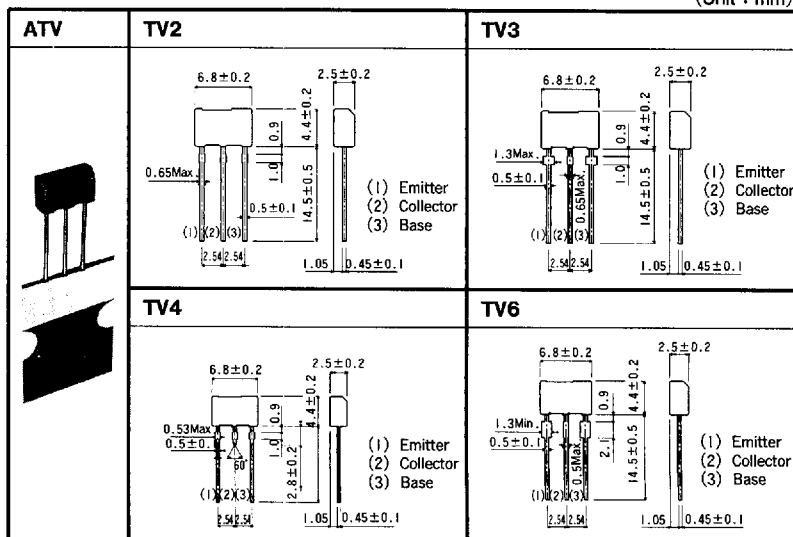 (Unit : mm)
ATV
TV2
6.8±0.2
2.5±0.2
4.4±0.2
0.9
1.0
14.5±0.5
0.65Max.
0.5±0.1
(1) (2) (3)
2.54 2.54
1.05
0.45±0.1
(1) Emitter
(2) Collector
(3) Base
TV3
6.8±0.2
2.5±0.2
4.4±0.2
0.9
1.0
14.5±0.5
1.3Max.
0.5±0.1
0.65Max.
(1) (2) (3)
2.54 2.54
1.05
0.45±0.1
(1) Emitter
(2) Collector
(3) Base
TV4
6.8±0.2
2.5±0.2
4.4±0.2
0.9
1.0
2.8±0.2
0.53Max
0.5±0.1
60°
(1) (2) (3)
2.54 2.54
1.05
0.45±0.1
(1) Emitter
(2) Collector
(3) Base
TV6
6.8±0.2
2.5±0.2
4.4±0.2
0.9
2.1
14.5±0.5
1.3Min.
0.5±0.1
0.5Max
(1) (2) (3)
2.54 2.54
1.05
0.45±0.1
(1) Emitter
(2) Collector
(3) Base